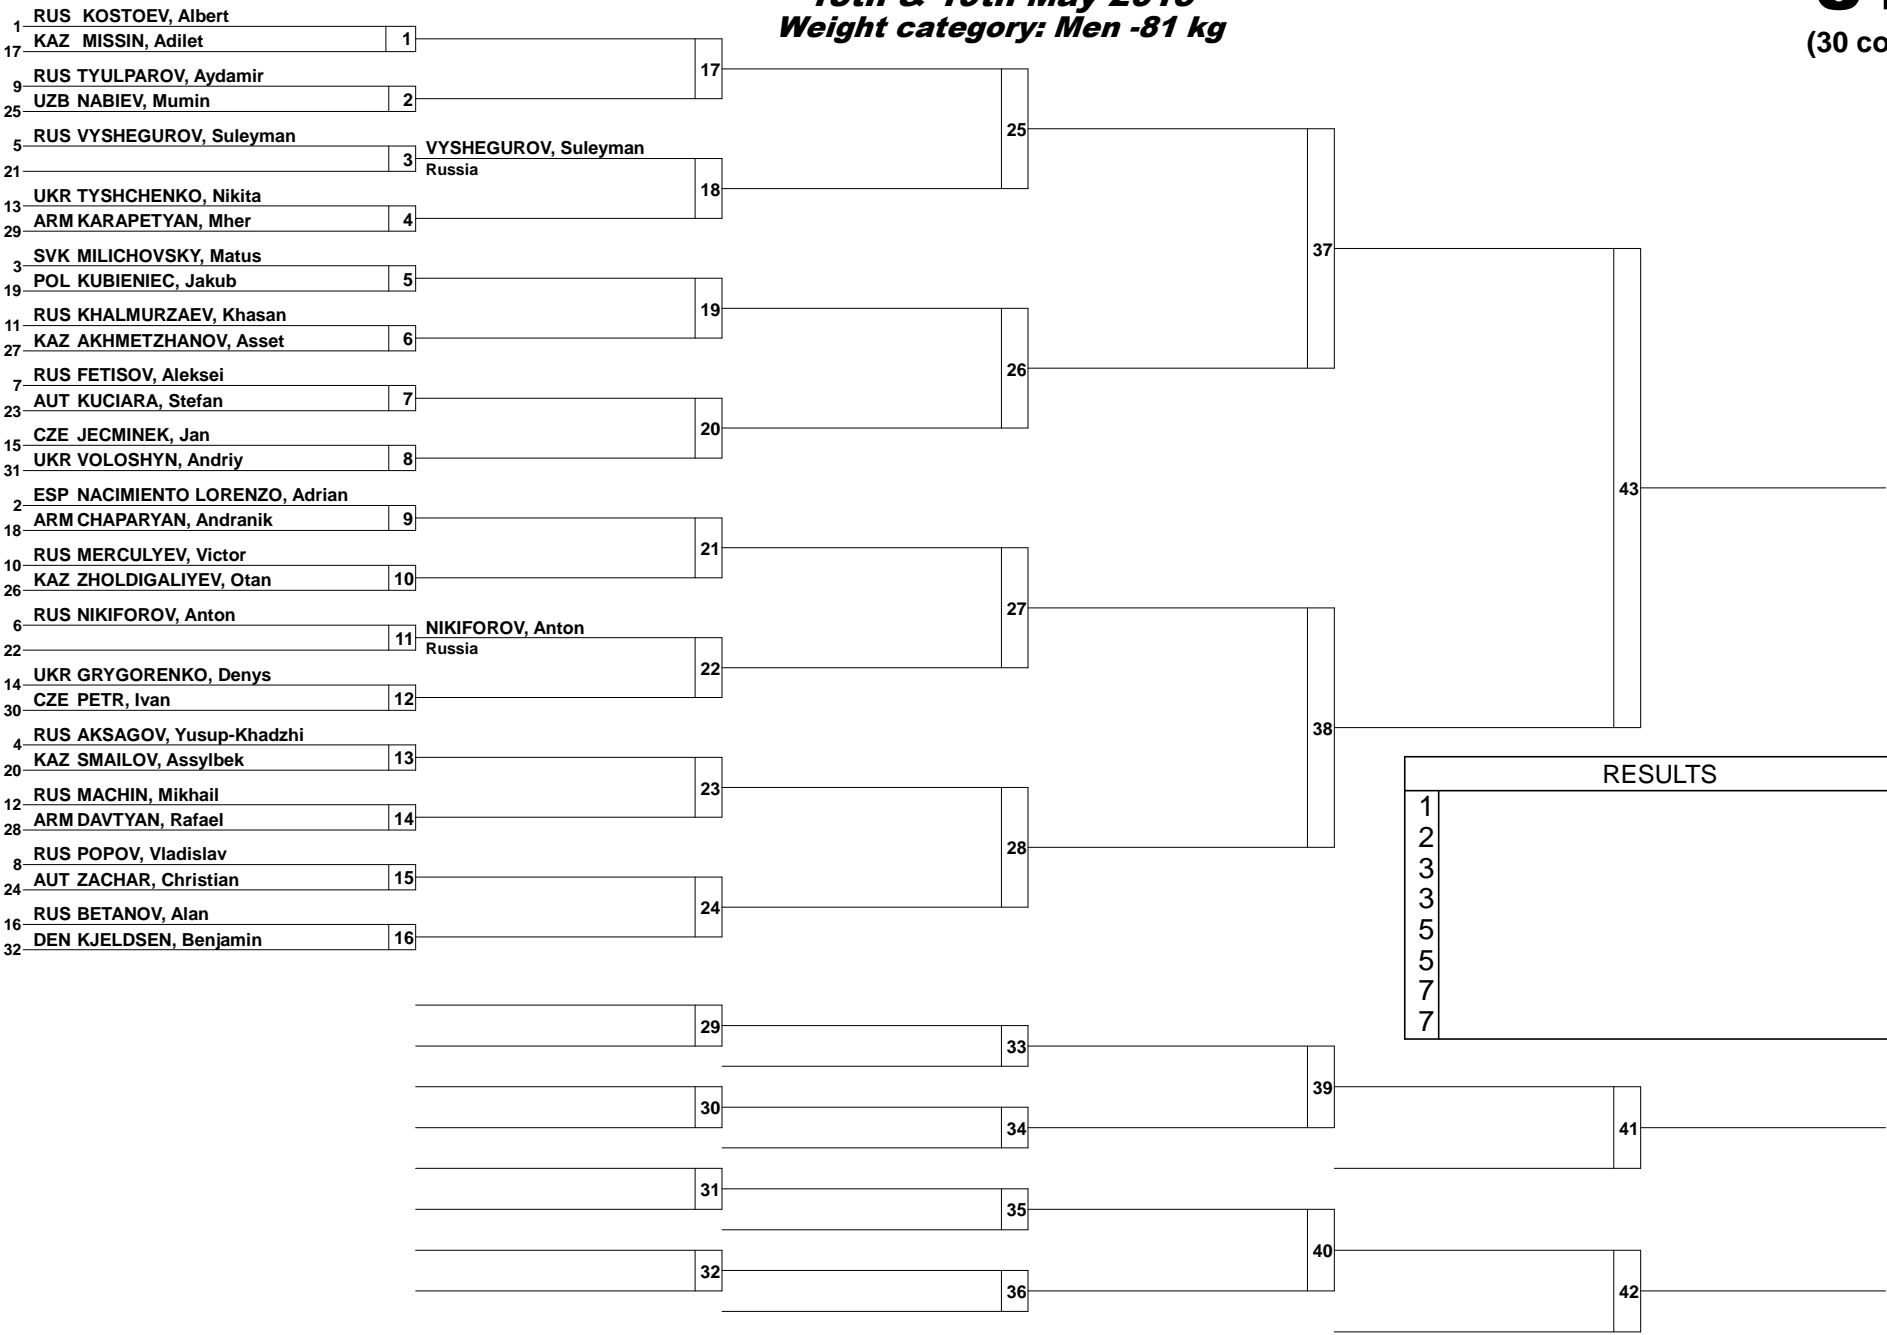 Weight category: Men -81 kg
(30 co
1 RUS KOSTOEV, Albert
17 KAZ MISSIN, Adilet
1
9 RUS TYULPAROV, Aydamir
25 UZB NABIEV, Mumin
2
5 RUS VYSHEGUROV, Suleyman
21
3
VYSHEGUROV, Suleyman
Russia
13 UKR TYSHCHENKO, Nikita
29 ARM KARAPETYAN, Mher
4
3 SVK MILICHOVSKY, Matus
19 POL KUBIENIEC, Jakub
5
11 RUS KHALMURZAEV, Khasan
27 KAZ AKHMETZHANOV, Asset
6
7 RUS FETISOV, Aleksei
23 AUT KUCIARA, Stefan
7
15 CZE JECMINEK, Jan
31 UKR VOLOSHYN, Andriy
8
2 ESP NACIMIENTO LORENZO, Adrian
18 ARM CHAPARYAN, Andranik
9
10 RUS MERCULYEV, Victor
26 KAZ ZHOLDIGALIYEV, Otan
10
6 RUS NIKIFOROV, Anton
22
11
NIKIFOROV, Anton
Russia
14 UKR GRYGORENKO, Denys
30 CZE PETR, Ivan
12
4 RUS AKSAGOV, Yusup-Khadzhi
20 KAZ SMAILOV, Assylbek
13
12 RUS MACHIN, Mikhail
28 ARM DAVTYAN, Rafael
14
8 RUS POPOV, Vladislav
24 AUT ZACHAR, Christian
15
16 RUS BETANOV, Alan
32 DEN KJELDSEN, Benjamin
16
17
18
19
20
21
22
23
24
25
26
27
28
37
38
43
RESULTS
1
2
3
3
5
5
7
7
29
30
31
32
33
34
35
36
39
40
41
42